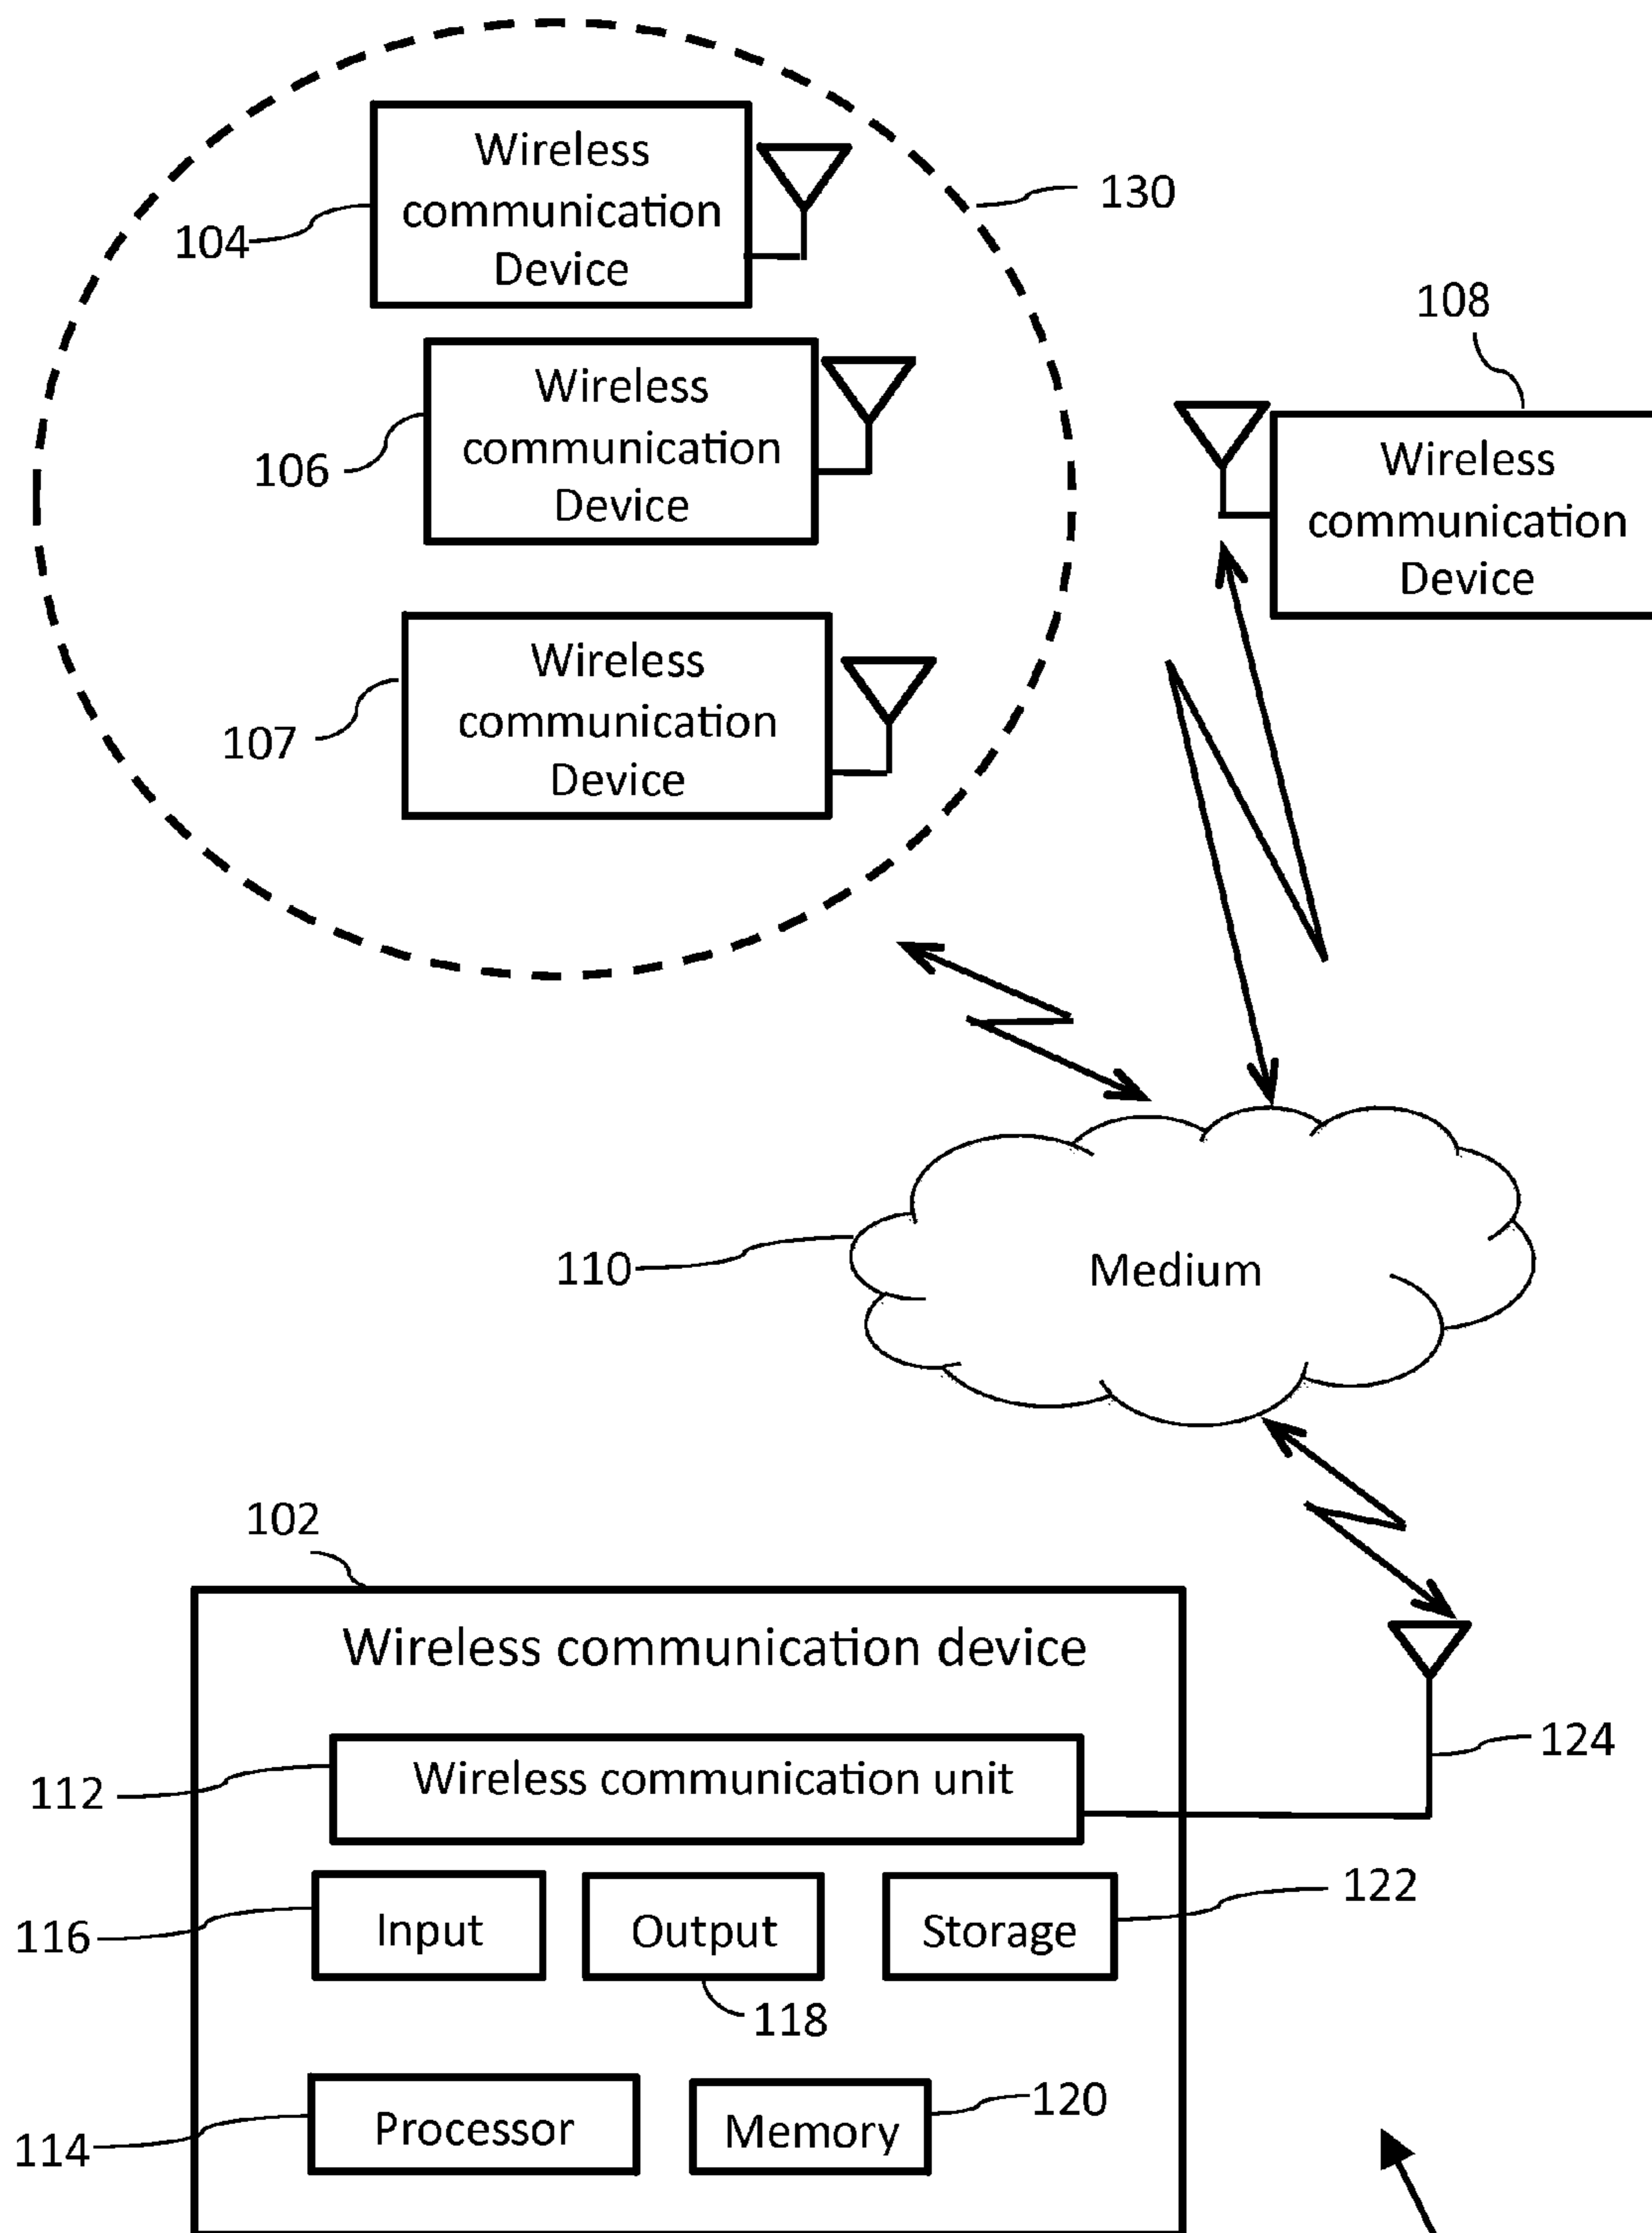 Wireless
communication
Device
104
130
Wireless
communication
Device
106
108
Wireless
communication
Device
Wireless
communication
Device
107
110
Medium
102
Wireless communication device
124
112
Wireless communication unit
116
Input
Output
Storage
122
118
114
Processor
Memory
120